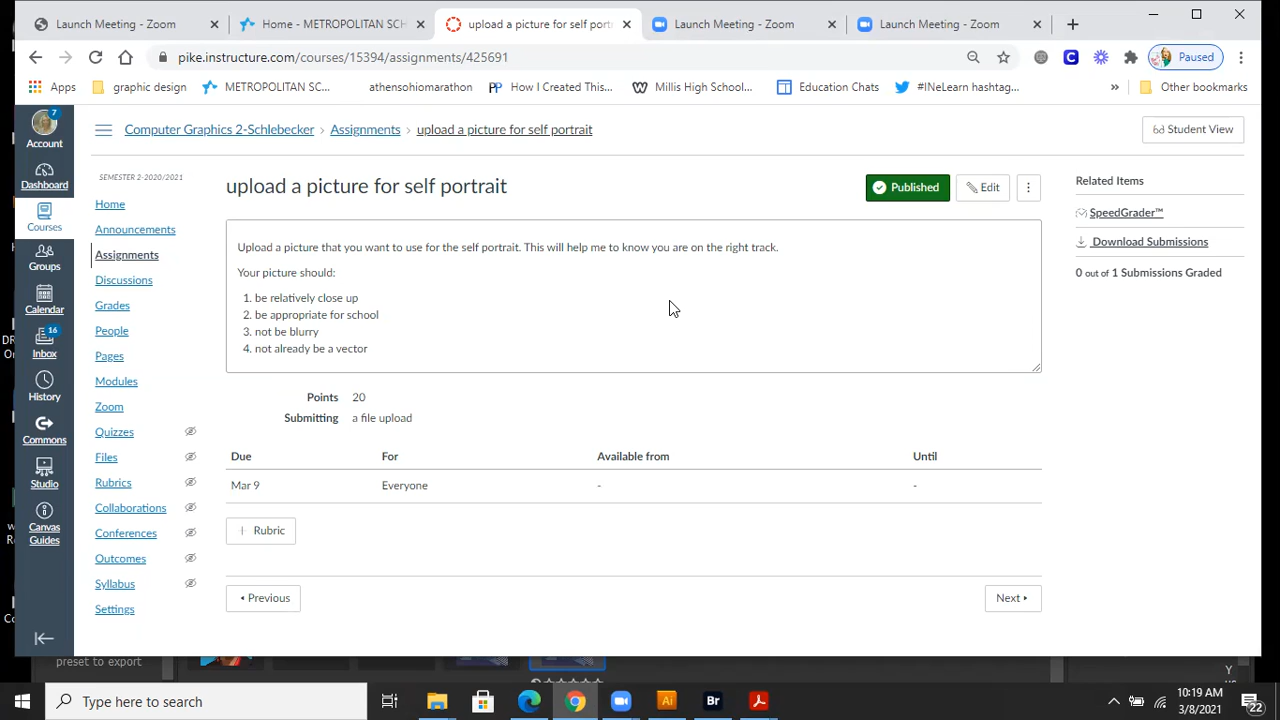 Launch Meeting - Zoom
Home - METROPOLITAN SCH
upload a picture for self portr
Launch Meeting - Zoom
Launch Meeting - Zoom
pike.instructure.com/courses/15394/assignments/425691
Paused
Apps
graphic design
METROPOLITAN SC...
athensohiomarathon
How I Created This...
Millis High School...
Education Chats
#INeLearn hashtag...
»
Other bookmarks
7
Account
Dashboard
Courses
Groups
Calendar
16
Inbox
History
Commons
Studio
Canvas
Guides
Computer Graphics 2-Schlebecker › Assignments › upload a picture for self portrait
Student View
SEMESTER 2-2020/2021
Home
Announcements
Assignments
Discussions
Grades
People
Pages
Modules
Zoom
Quizzes
Files
Rubrics
Collaborations
Conferences
Outcomes
Syllabus
Settings
upload a picture for self portrait
Published
Edit
Upload a picture that you want to use for the self portrait. This will help me to know you are on the right track.
Your picture should:
1. be relatively close up
2. be appropriate for school
3. not be blurry
4. not already be a vector
Points 20
Submitting a file upload
Due For Available from Until
Mar 9 Everyone - -
+ Rubric
Previous
Next
Related Items
SpeedGrader™
Download Submissions
0 out of 1 Submissions Graded
preset to export
Type here to search
Ai
Br
10:19 AM
3/8/2021
22